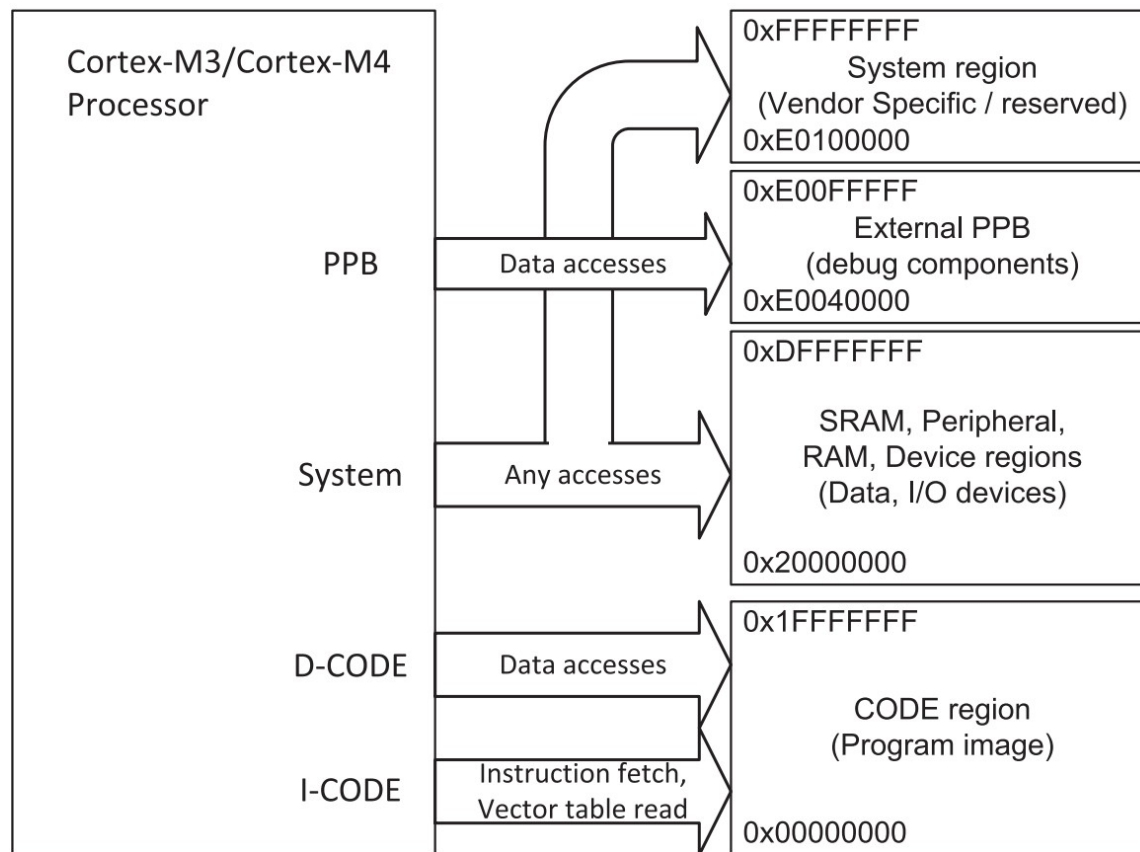 Cortex-M3/Cortex-M4
Processor
0xFFFFFFFF
System region
(Vendor Specific / reserved)
0xE0100000
PPB
Data accesses
0xE00FFFFF
External PPB
(debug components)
0xE0040000
System
Any accesses
0xDFFFFFFF
SRAM, Peripheral,
RAM, Device regions
(Data, I/O devices)
0x20000000
D-CODE
Data accesses
0x1FFFFFFF
CODE region
(Program image)
I-CODE
Instruction fetch,
Vector table read
0x00000000